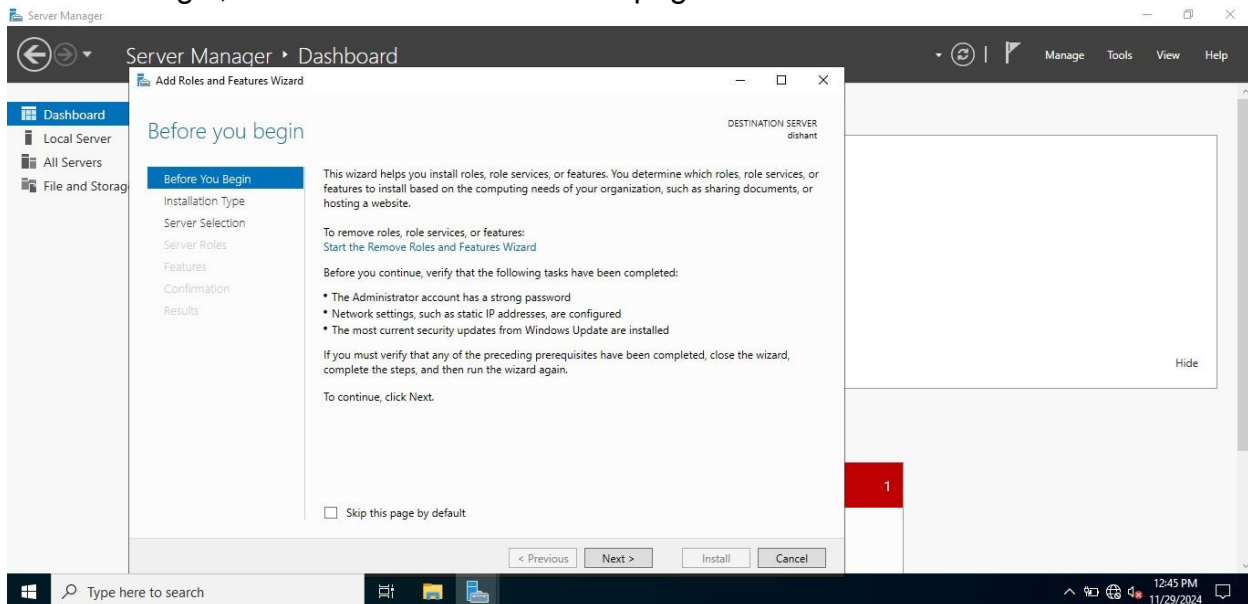 Server Manager
Server Manager ‣ Dashboard
Manage Tools View Help
Add Roles and Features Wizard
Dashboard
Local Server
All Servers
File and Storag
Before you begin
DESTINATION SERVER
dishant
Before You Begin
Installation Type
Server Selection
Server Roles
Features
Confirmation
Results
This wizard helps you install roles, role services, or features. You determine which roles, role services, or
features to install based on the computing needs of your organization, such as sharing documents, or
hosting a website.
To remove roles, role services, or features:
Start the Remove Roles and Features Wizard
Before you continue, verify that the following tasks have been completed:
• The Administrator account has a strong password
• Network settings, such as static IP addresses, are configured
• The most current security updates from Windows Update are installed
If you must verify that any of the preceding prerequisites have been completed, close the wizard,
complete the steps, and then run the wizard again.
To continue, click Next.
Skip this page by default
< Previous Next > Install Cancel
Hide
1
Type here to search
12:45 PM
11/29/2024